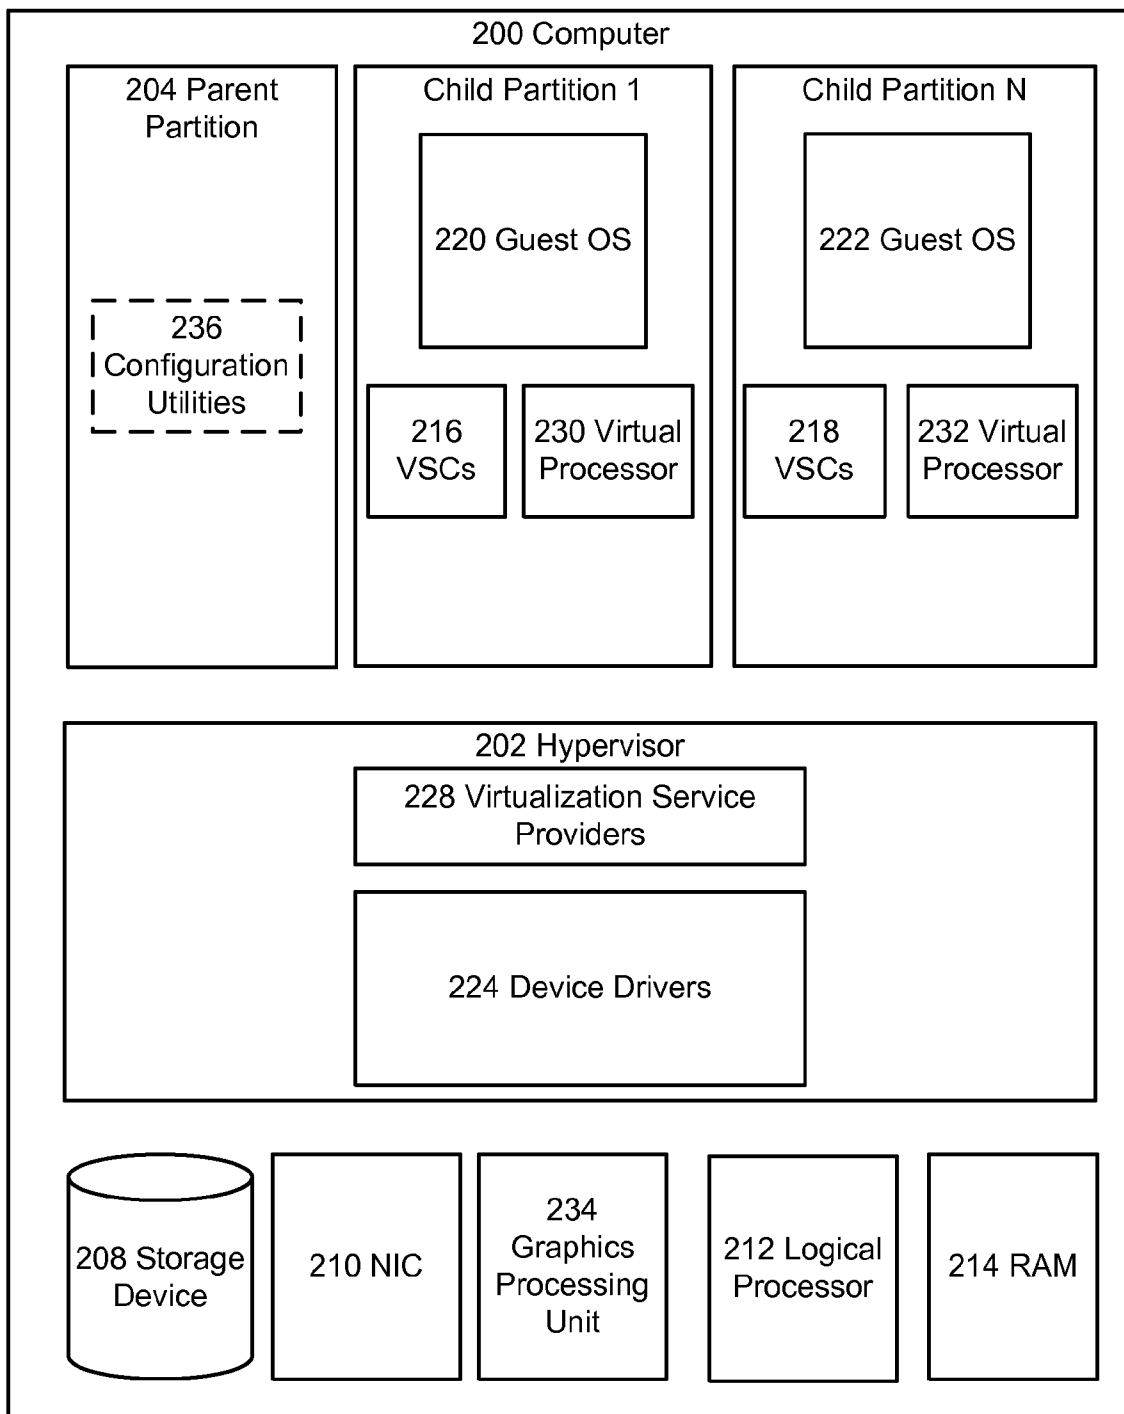 200 Computer
204 Parent
Partition
236
Configuration
Utilities
Child Partition 1
220 Guest OS
216
VSCs
230 Virtual
Processor
Child Partition N
222 Guest OS
218
VSCs
232 Virtual
Processor
202 Hypervisor
228 Virtualization Service
Providers
224 Device Drivers
208 Storage
Device
210 NIC
234
Graphics
Processing
Unit
212 Logical
Processor
214 RAM